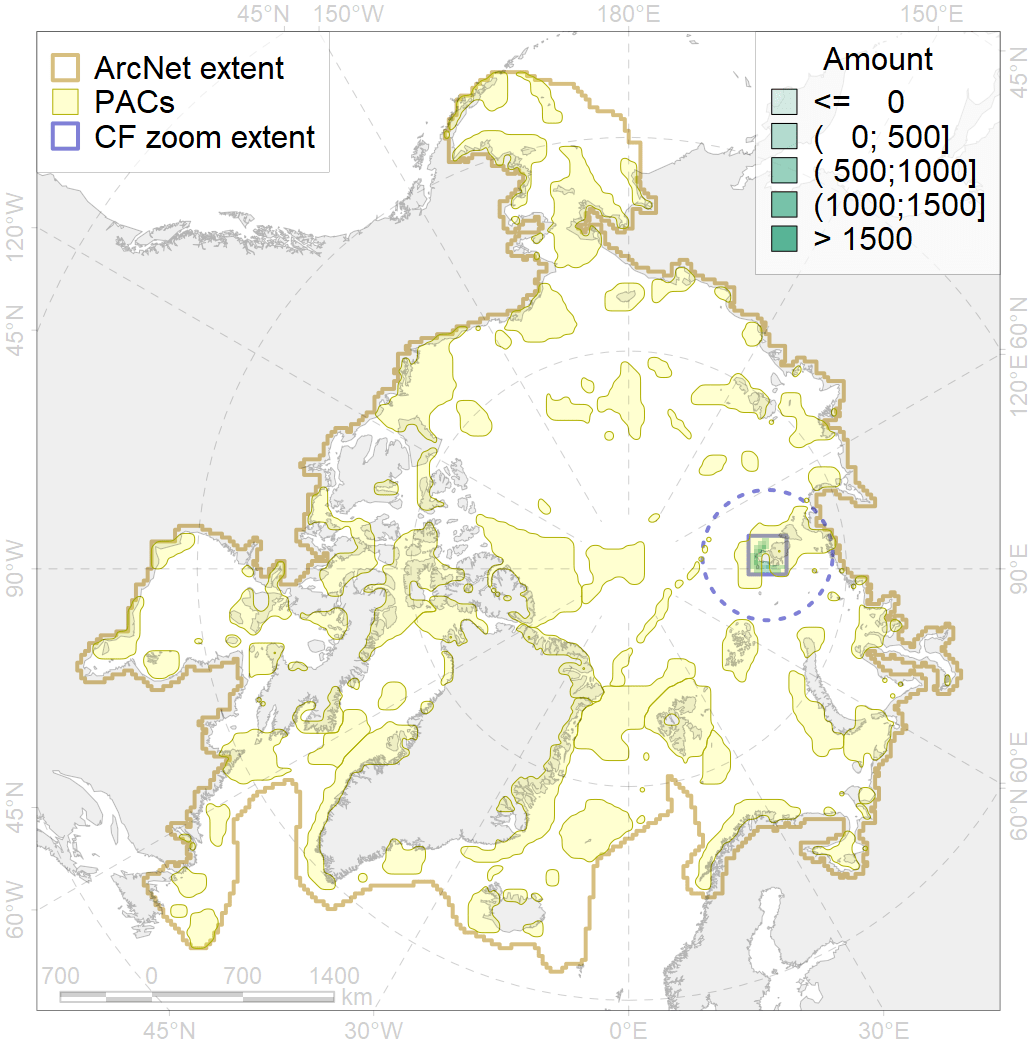 45°N 150°W 180°E 150°E
ArcNet extent
PACs
CF zoom extent
Amount
<= 0
( 0; 500]
( 500;1000]
(1000;1500]
> 1500
45°N
120°W
60°N
45°N
120°E
90°W
90°E
60°E
45°N
60°N
60°W
700 0 700 1400
km
45°N 30°W 0°E 30°E